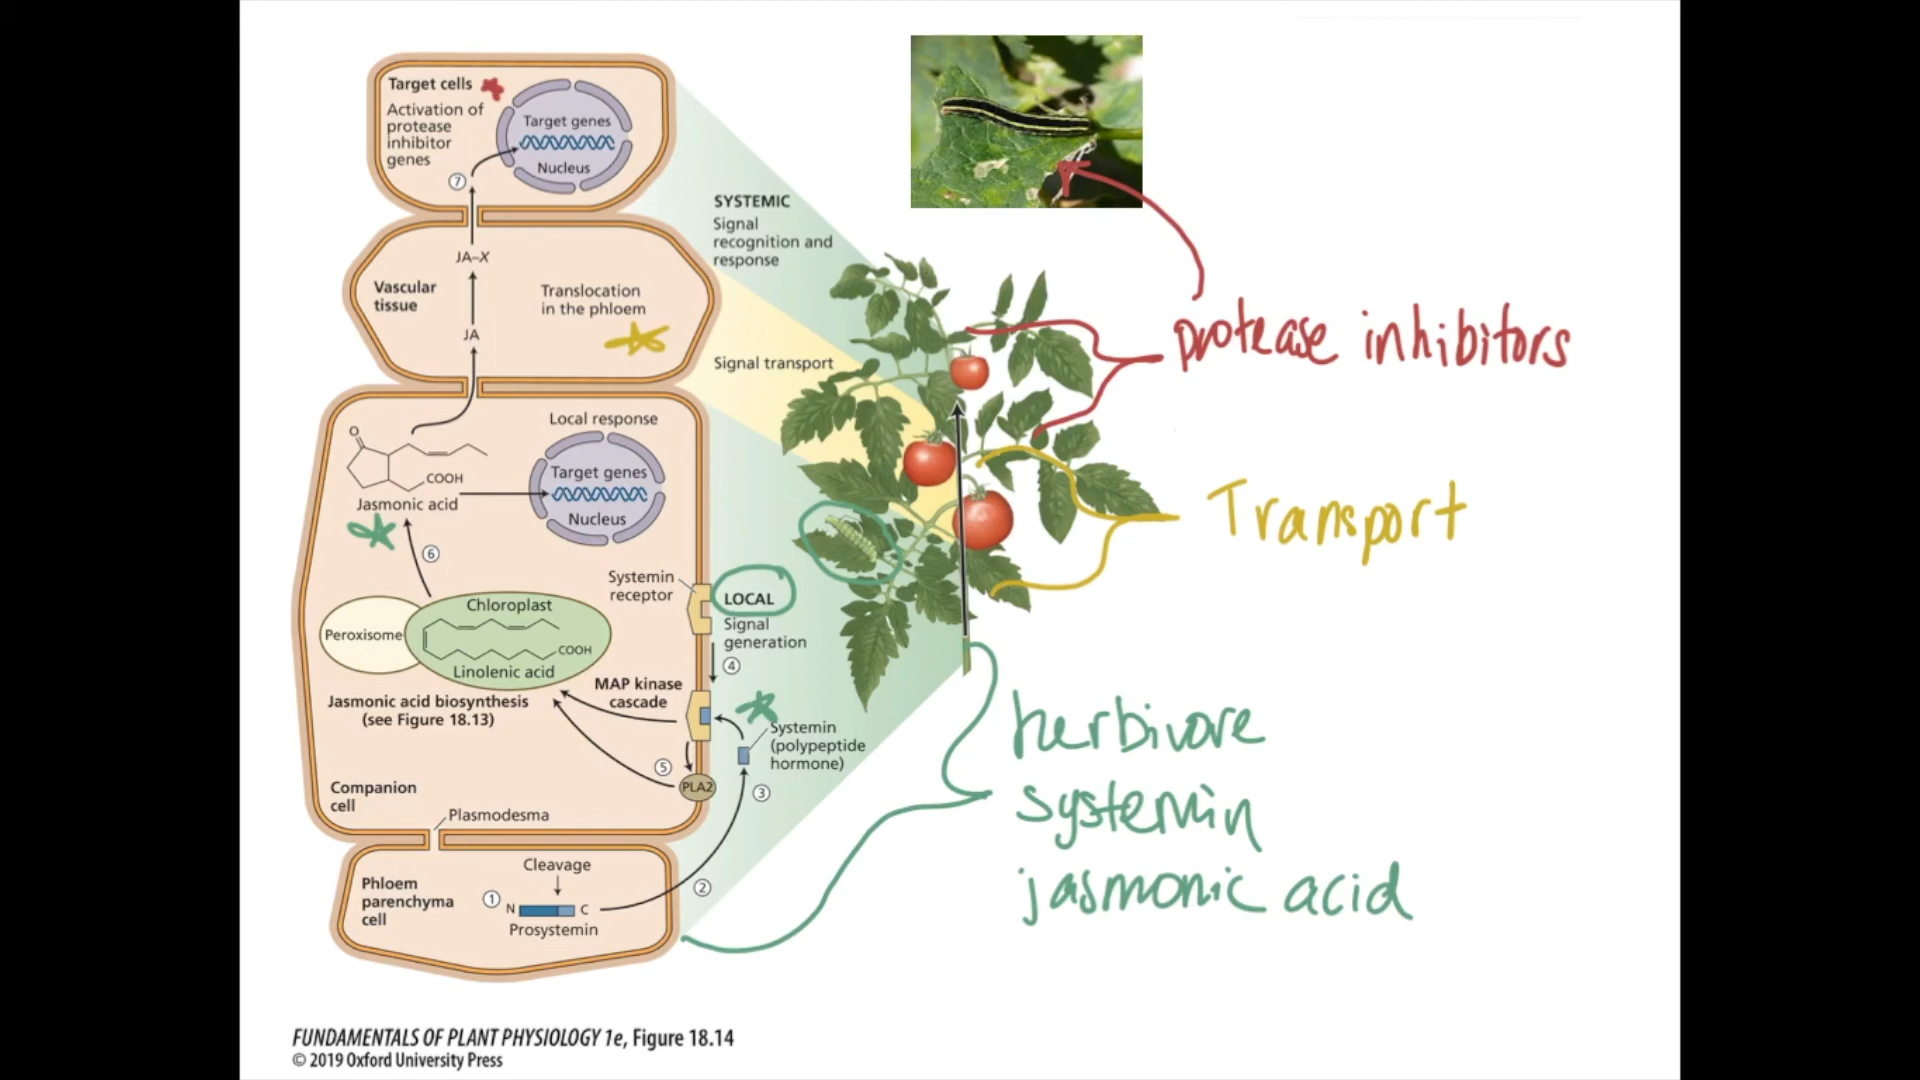 Target cells
Activation of
protease
inhibitor
genes
Target genes
Nucleus
7
JA–X
Vascular
tissue
Translocation
in the phloem
JA
SYSTEMIC
Signal
recognition and
response
Signal transport
Local response
Target genes
Nucleus
O
COOH
Jasmonic acid
6
Systemin
receptor
LOCAL
Signal
generation
4
Chloroplast
Peroxisome
COOH
Linolenic acid
Jasmonic acid biosynthesis
(see Figure 18.13)
MAP kinase
cascade
Systemin
(polypeptide
hormone)
5
PLA2
3
Companion
cell
Plasmodesma
Cleavage
Phloem
parenchyma
cell
1
N
C
2
Prosystemin
protease inhibitors
Transport
herbivore
systemin
jasmonic acid
FUNDAMENTALS OF PLANT PHYSIOLOGY 1e, Figure 18.14
© 2019 Oxford University Press